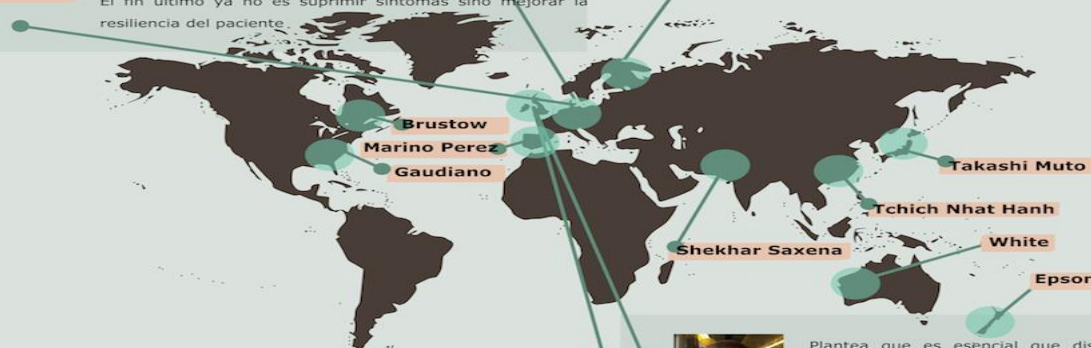 El fin último ya no es suprimir síntomas sino mejorar la
resiliencia del paciente
Brustow
Marino Perez
Gaudiano
Takashi Muto
Tchich Nhat Hanh
White
Shekhar Saxena
Epson
Plantea que es esencial que